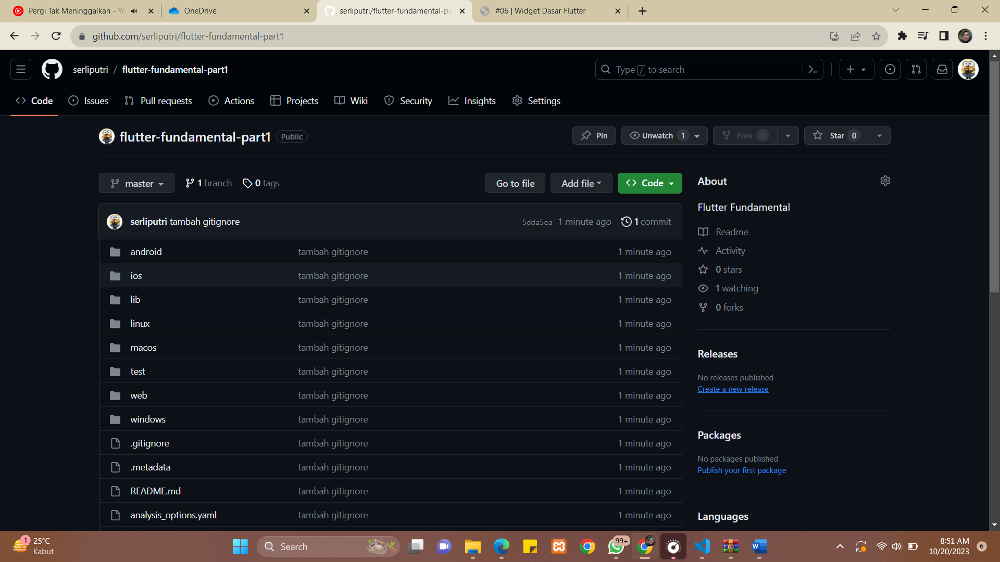 Pergi Tak Meninggalkan - Yo
OneDrive
serliputri/flutter-fundamental-pa
#06 | Widget Dasar Flutter
github.com/serliputri/flutter-fundamental-part1
serliputri / flutter-fundamental-part1
Type / to search
Code
Issues
Pull requests
Actions
Projects
Wiki
Security
Insights
Settings
flutter-fundamental-part1 Public
Pin
Unwatch 1
Fork 0
Star 0
master
1 branch
0 tags
Go to file
Add file
Code
serliputri tambah gitignore 5dda5ea 1 minute ago 1 commit
android tambah gitignore 1 minute ago
ios tambah gitignore 1 minute ago
lib tambah gitignore 1 minute ago
linux tambah gitignore 1 minute ago
macos tambah gitignore 1 minute ago
test tambah gitignore 1 minute ago
web tambah gitignore 1 minute ago
windows tambah gitignore 1 minute ago
.gitignore tambah gitignore 1 minute ago
.metadata tambah gitignore 1 minute ago
README.md tambah gitignore 1 minute ago
analysis_options.yaml tambah gitignore 1 minute ago
About
Flutter Fundamental
Readme
Activity
0 stars
1 watching
0 forks
Releases
No releases published
Create a new release
Packages
No packages published
Publish your first package
Languages
1
25°C
Kabut
Search
99+
W
8:51 AM
10/20/2023
6